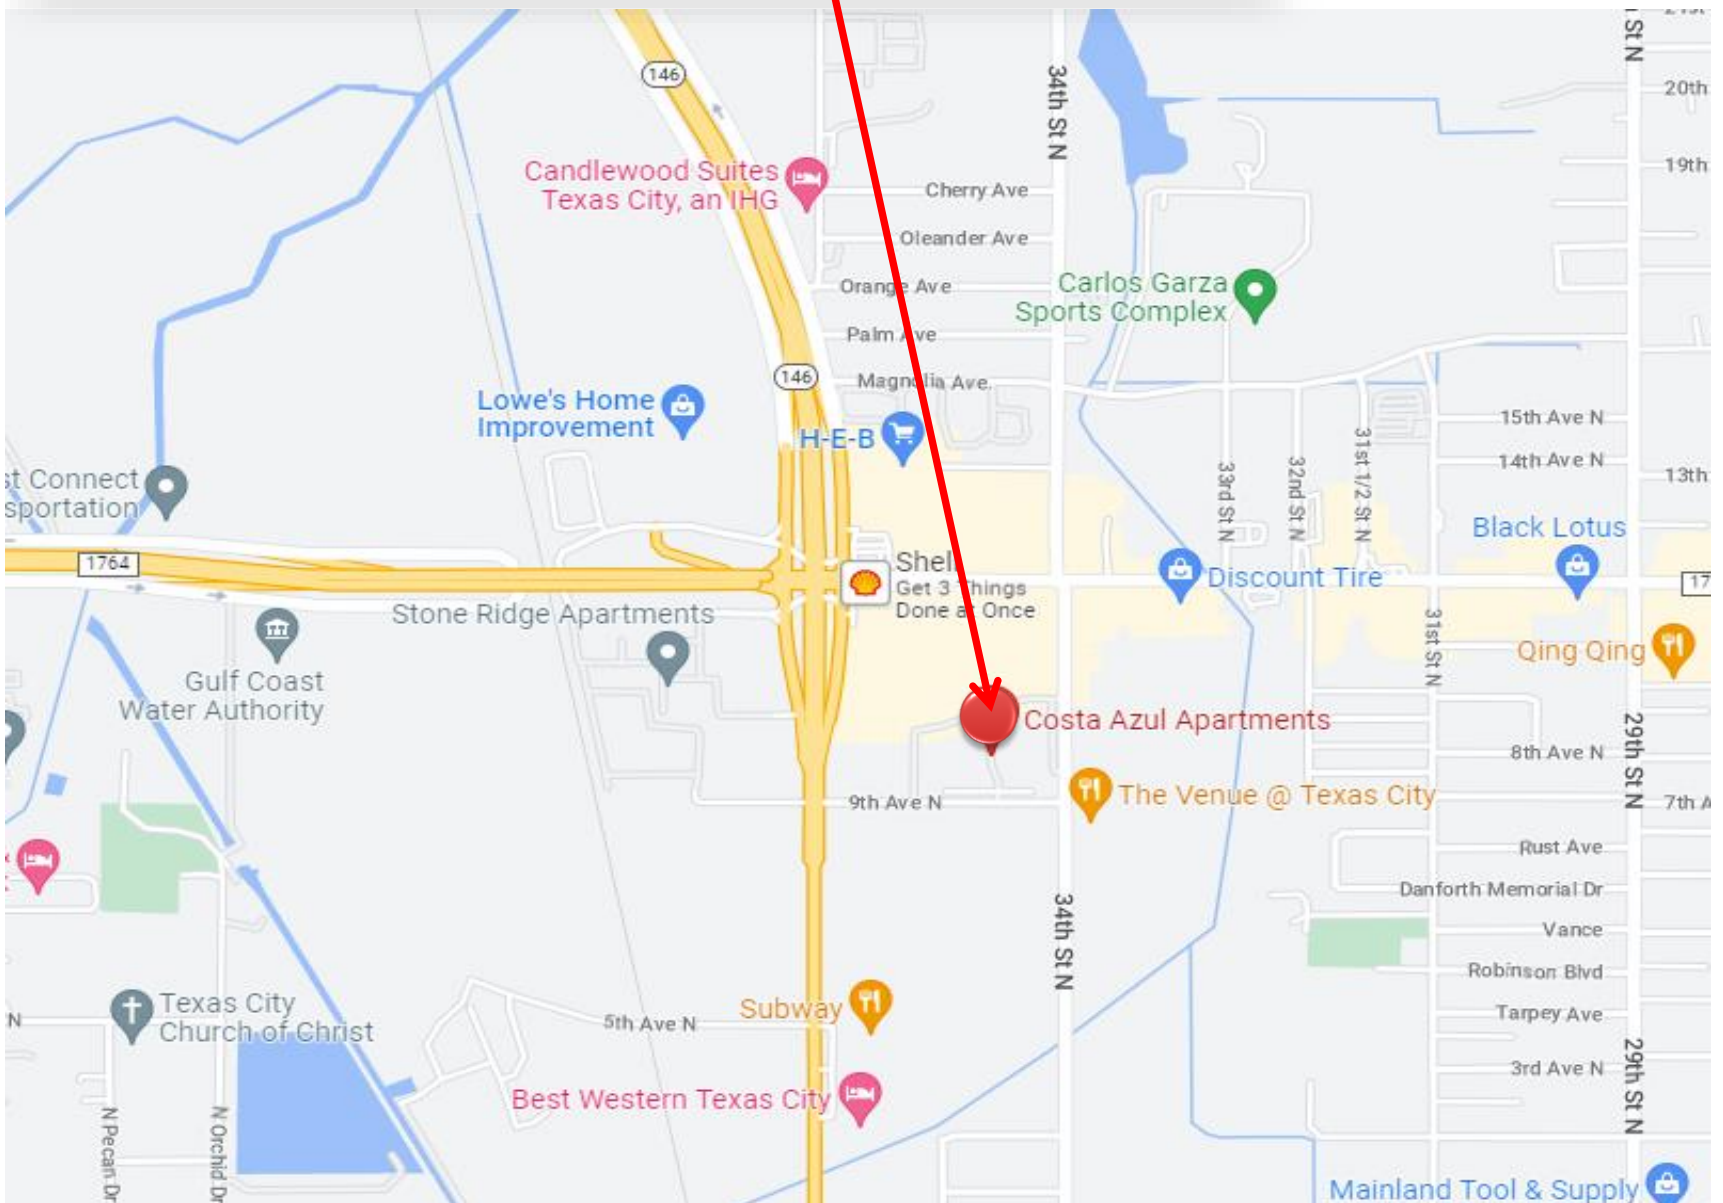 St N
20th
146
34th St N
19th
Candlewood Suites
Texas City, an IHG
Cherry Ave
Oleander Ave
Orange Ave
Carlos Garza
Sports Complex
Palm Ave
146
Magnolia Ave
Lowe's Home
Improvement
H-E-B
15th Ave N
14th Ave N
13th
33rd St N
32nd St N
31st 1/2 St N
st Connect
sportation
Black Lotus
1764
Shell
Get 3 Things
Done at Once
Discount Tire
17
Stone Ridge Apartments
31st St N
Qing Qing
Gulf Coast
Water Authority
Costa Azul Apartments
8th Ave N
29th St N
9th Ave N
The Venue @ Texas City
7th A
Rust Ave
Danforth Memorial Dr
34th St N
Vance
Robinson Blvd
Texas City
Church of Christ
N
5th Ave N
Subway
Tarpey Ave
3rd Ave N
29th St N
Best Western Texas City
N Pecan Dr
N Orchid Dr
Mainland Tool & Supply